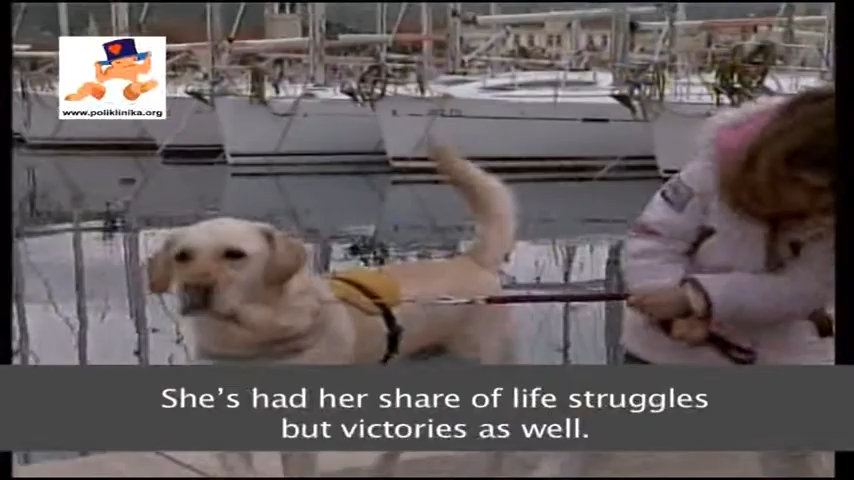 www.poliklinika.org
She's had her share of life struggles
but victories as well.